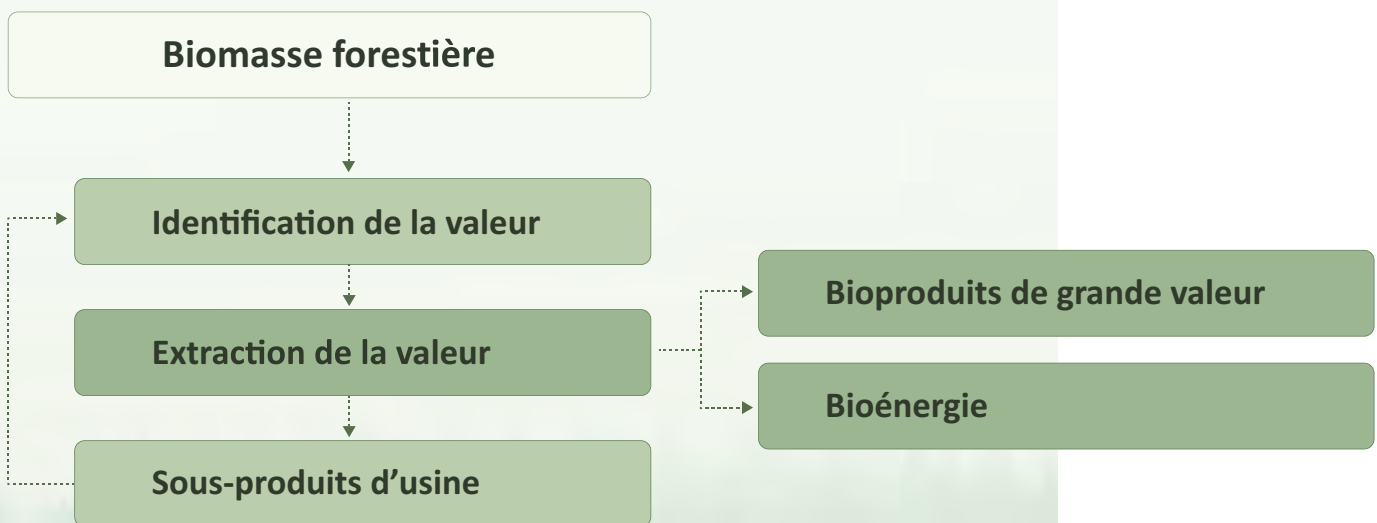 Biomasse forestière
Identification de la valeur
Extraction de la valeur
Sous-produits d’usine
Bioproduits de grande valeur
Bioénergie